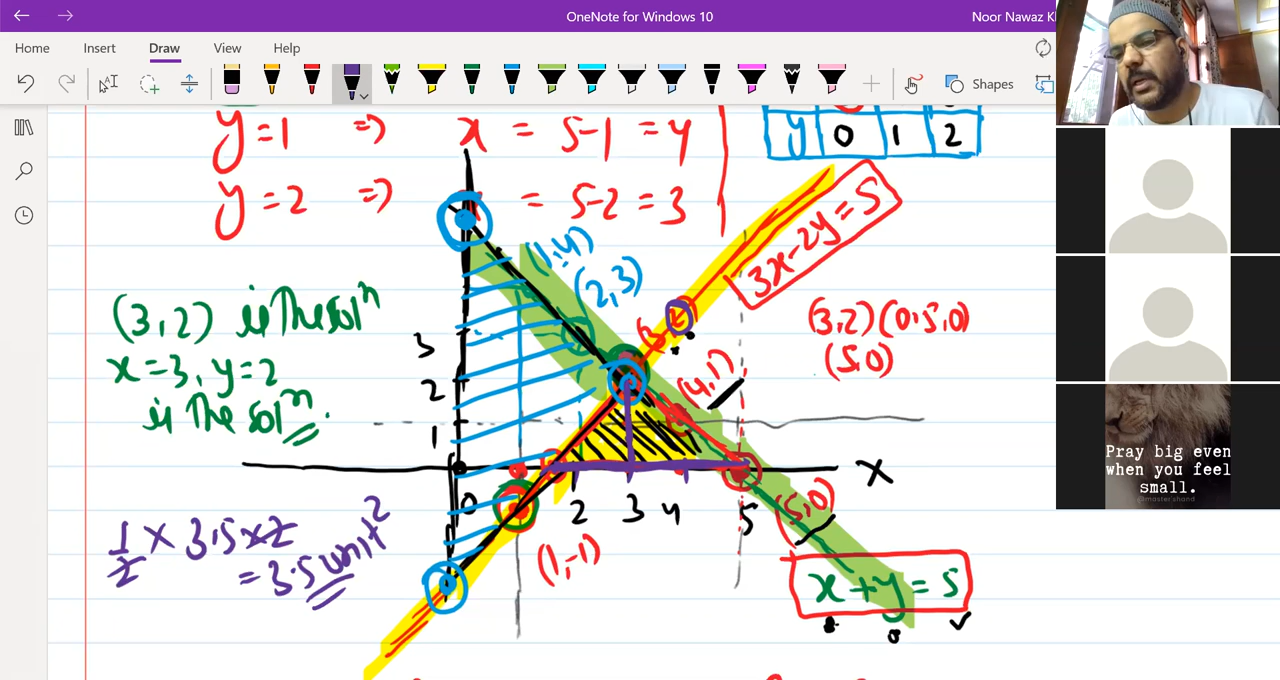 OneNote for Windows 10
Noor Nawaz K
Home Insert Draw View Help
Shapes
y = 1 => x = 5-1 = 4
y 0 1 2
y = 2 => = 5-2 = 3
3x-2y=5
(1,4)
(2,3)
(3,2) is the solⁿ
x=3, y=2
is the solⁿ.
(3,2) (0.5,0)
(5,0)
(4,1)
3
2
1
0 2 3 4 5 X
(5,0)
(1,-1)
1/2 x 3.5 x 2
= 3.5 unit²
x + y = 5
Pray big even
when you feel
small.